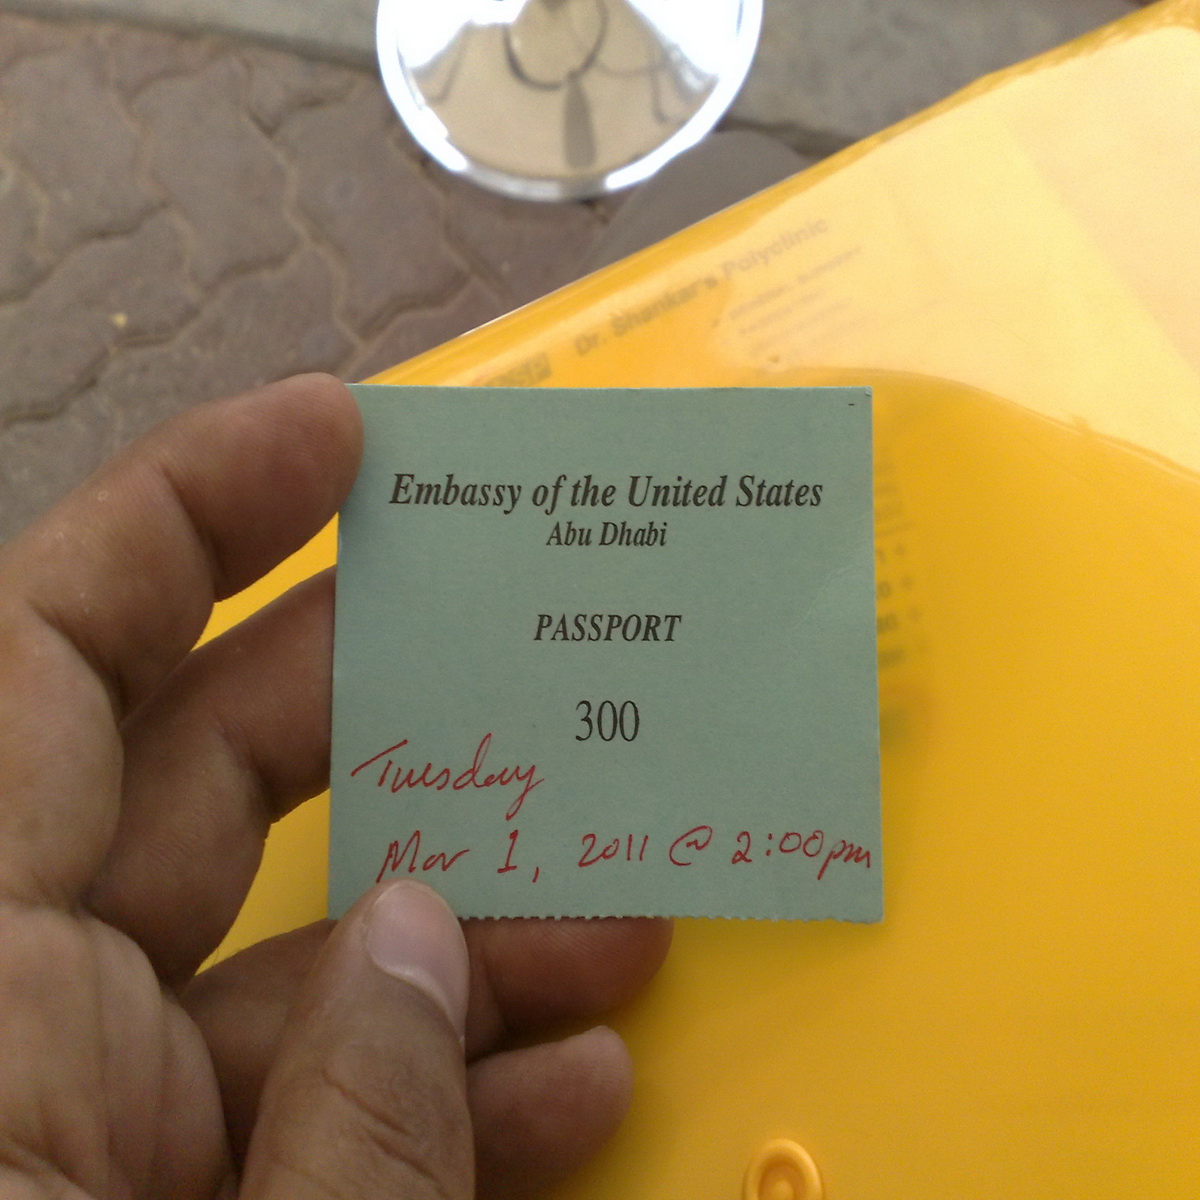 Dr. Shankar's Polyclinic
Embassy of the United States
Abu Dhabi
PASSPORT
300
Tuesday
Mar 1, 2011 @ 2:00pm